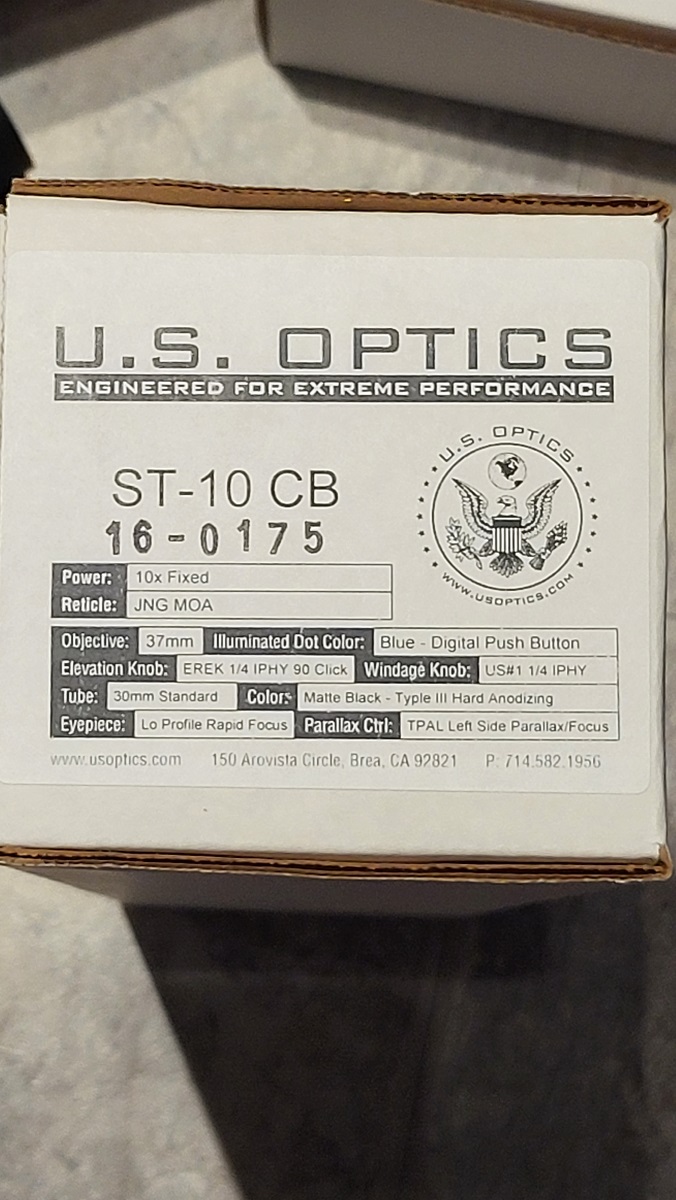 U.S. OPTICS
ENGINEERED FOR EXTREME PERFORMANCE
U.S. OPTICS
WWW.USOPTICS.COM
ST-10 CB
16-0175
Power: 10x Fixed
Reticle: JNG MOA
Objective: 37mm Illuminated Dot Color: Blue - Digital Push Button
Elevation Knob: EREK 1/4 IPHY 90 Click Windage Knob: US#1 1/4 IPHY
Tube: 30mm Standard Color: Matte Black - Typle III Hard Anodizing
Eyepiece: Lo Profile Rapid Focus Parallax Ctrl: TPAL Left Side Parallax/Focus
www.usoptics.com 150 Arovista Circle, Brea, CA 92821 P: 714.582.1956